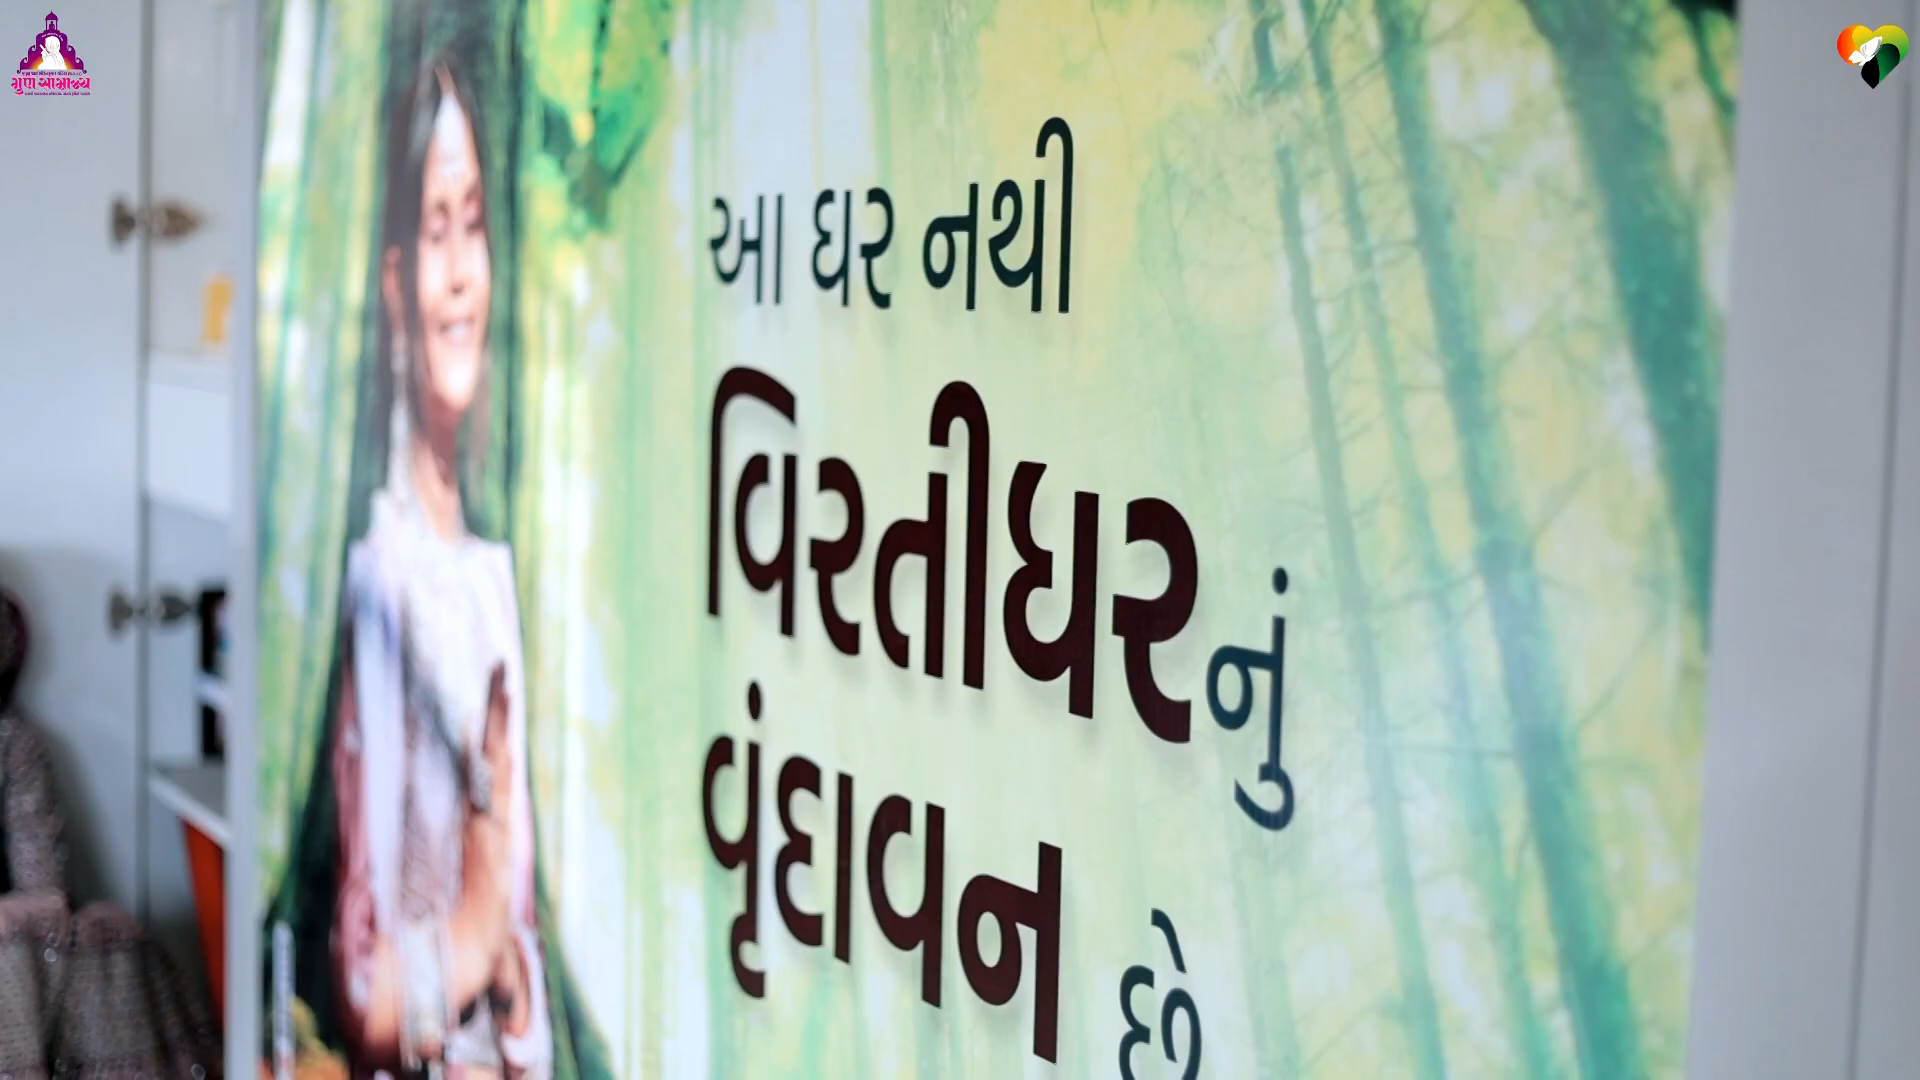 ગુણ સામ્રાજ્ય
આ ઘર નથી
વિરતીધરનું
વૃંદાવન છે